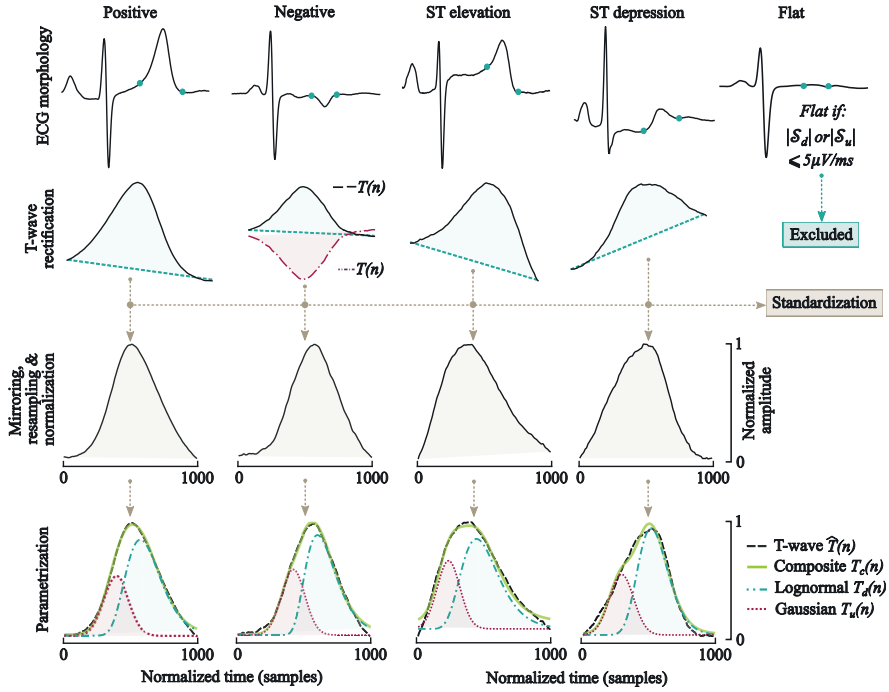 Positive
Negative
ST elevation
ST depression
Flat
ECG morphology
Flat if:
|S_d| or|S_u|
⩽ 5μV/ms
T-wave
rectification
T(n)
T(n)
Excluded
Standardization
Mirroring,
resampling &
normalization
1
0
Normalized
amplitude
0 1000
0 1000
0 1000
0 1000
Parametrization
1
0
T-wave T̂(n)
Composite T_c(n)
Lognormal T_d(n)
Gaussian T_u(n)
0 1000
0 1000
0 1000
0 1000
Normalized time (samples)
Normalized time (samples)